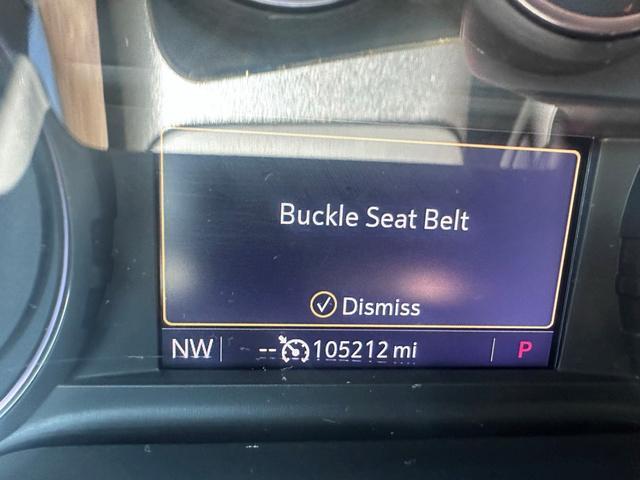 Buckle Seat Belt
Dismiss
NW -- 105212 mi P